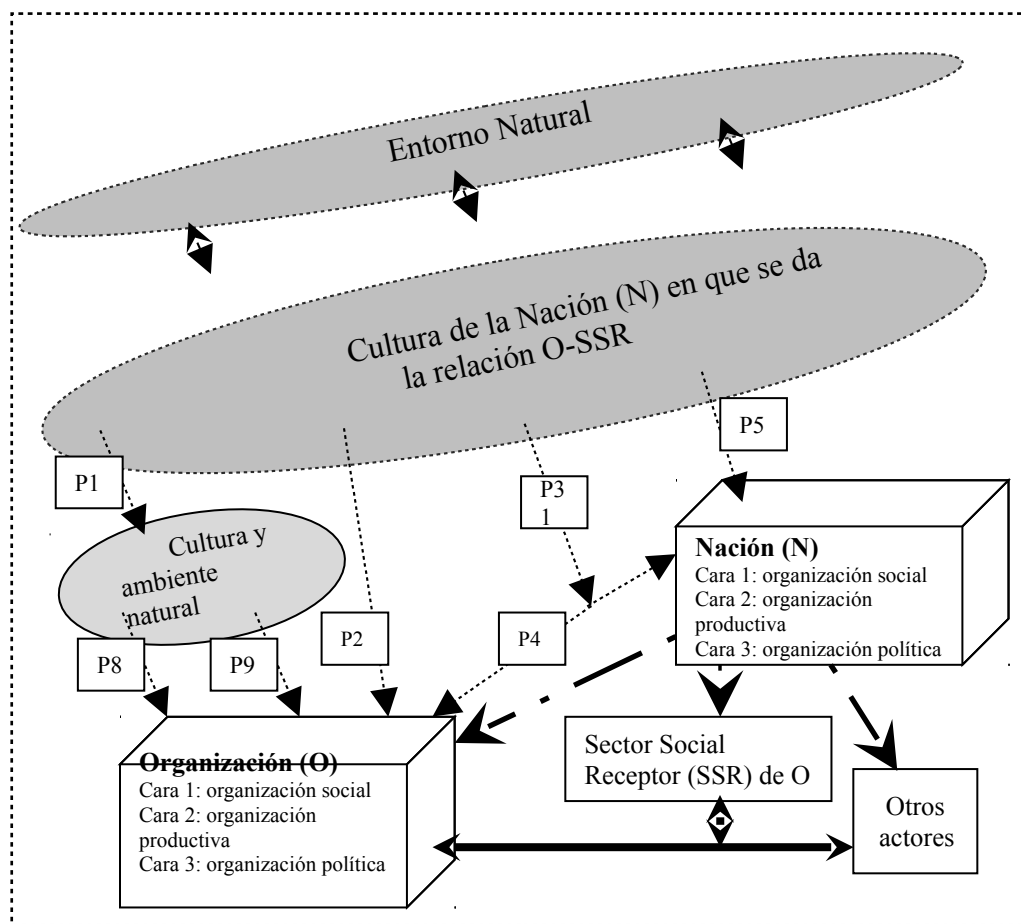 Entorno Natural
Cultura de la Nación (N) en que se da
la relación O-SSR
P1
P5
P3
1
Cultura y
ambiente
natural
Nación (N)
Cara 1: organización social
Cara 2: organización
productiva
Cara 3: organización política
P8
P9
P2
P4
Organización (O)
Cara 1: organización social
Cara 2: organización
productiva
Cara 3: organización política
Sector Social
Receptor (SSR) de O
Otros
actores